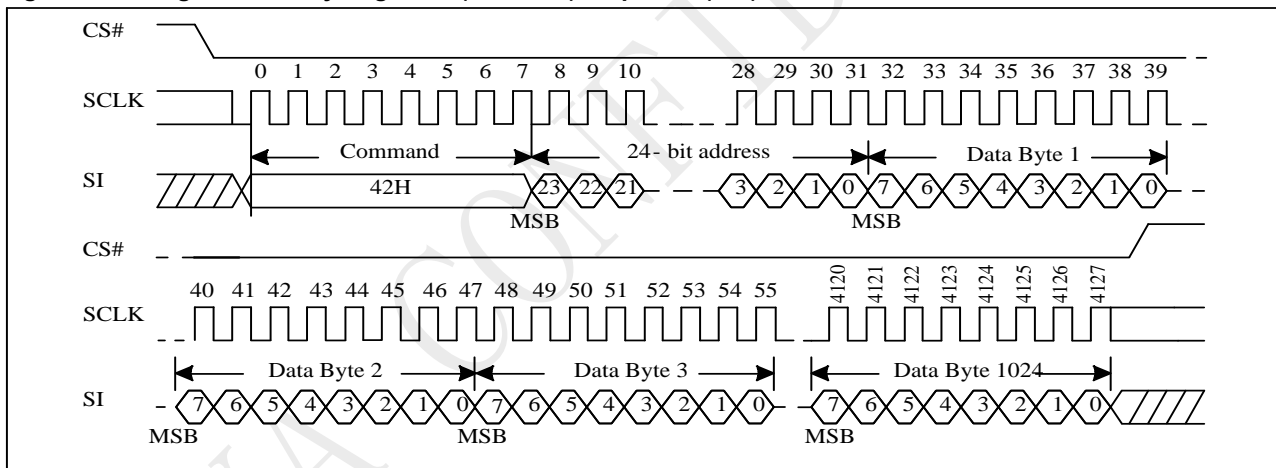 CS#
0 1 2 3 4 5 6 7 8 9 10 28 29 30 31 32 33 34 35 36 37 38 39
SCLK
Command 24- bit address Data Byte 1
SI 42H 23 22 21 3 2 1 0 7 6 5 4 3 2 1 0
MSB MSB
CS#
40 41 42 43 44 45 46 47 48 49 50 51 52 53 54 55 4120 4121 4122 4123 4124 4125 4126 4127
SCLK
Data Byte 2 Data Byte 3 Data Byte 1024
SI 7 6 5 4 3 2 1 0 7 6 5 4 3 2 1 0 7 6 5 4 3 2 1 0
MSB MSB MSB